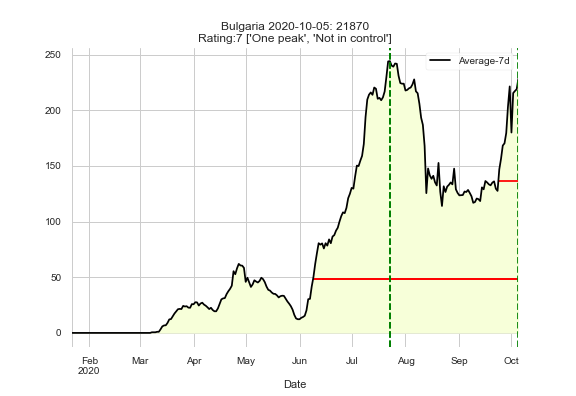 Bulgaria 2020-10-05: 21870
Rating:7 ['One peak', 'Not in control']
Average-7d
250
200
150
100
50
0
Feb Mar Apr May Jun Jul Aug Sep Oct
2020
Date